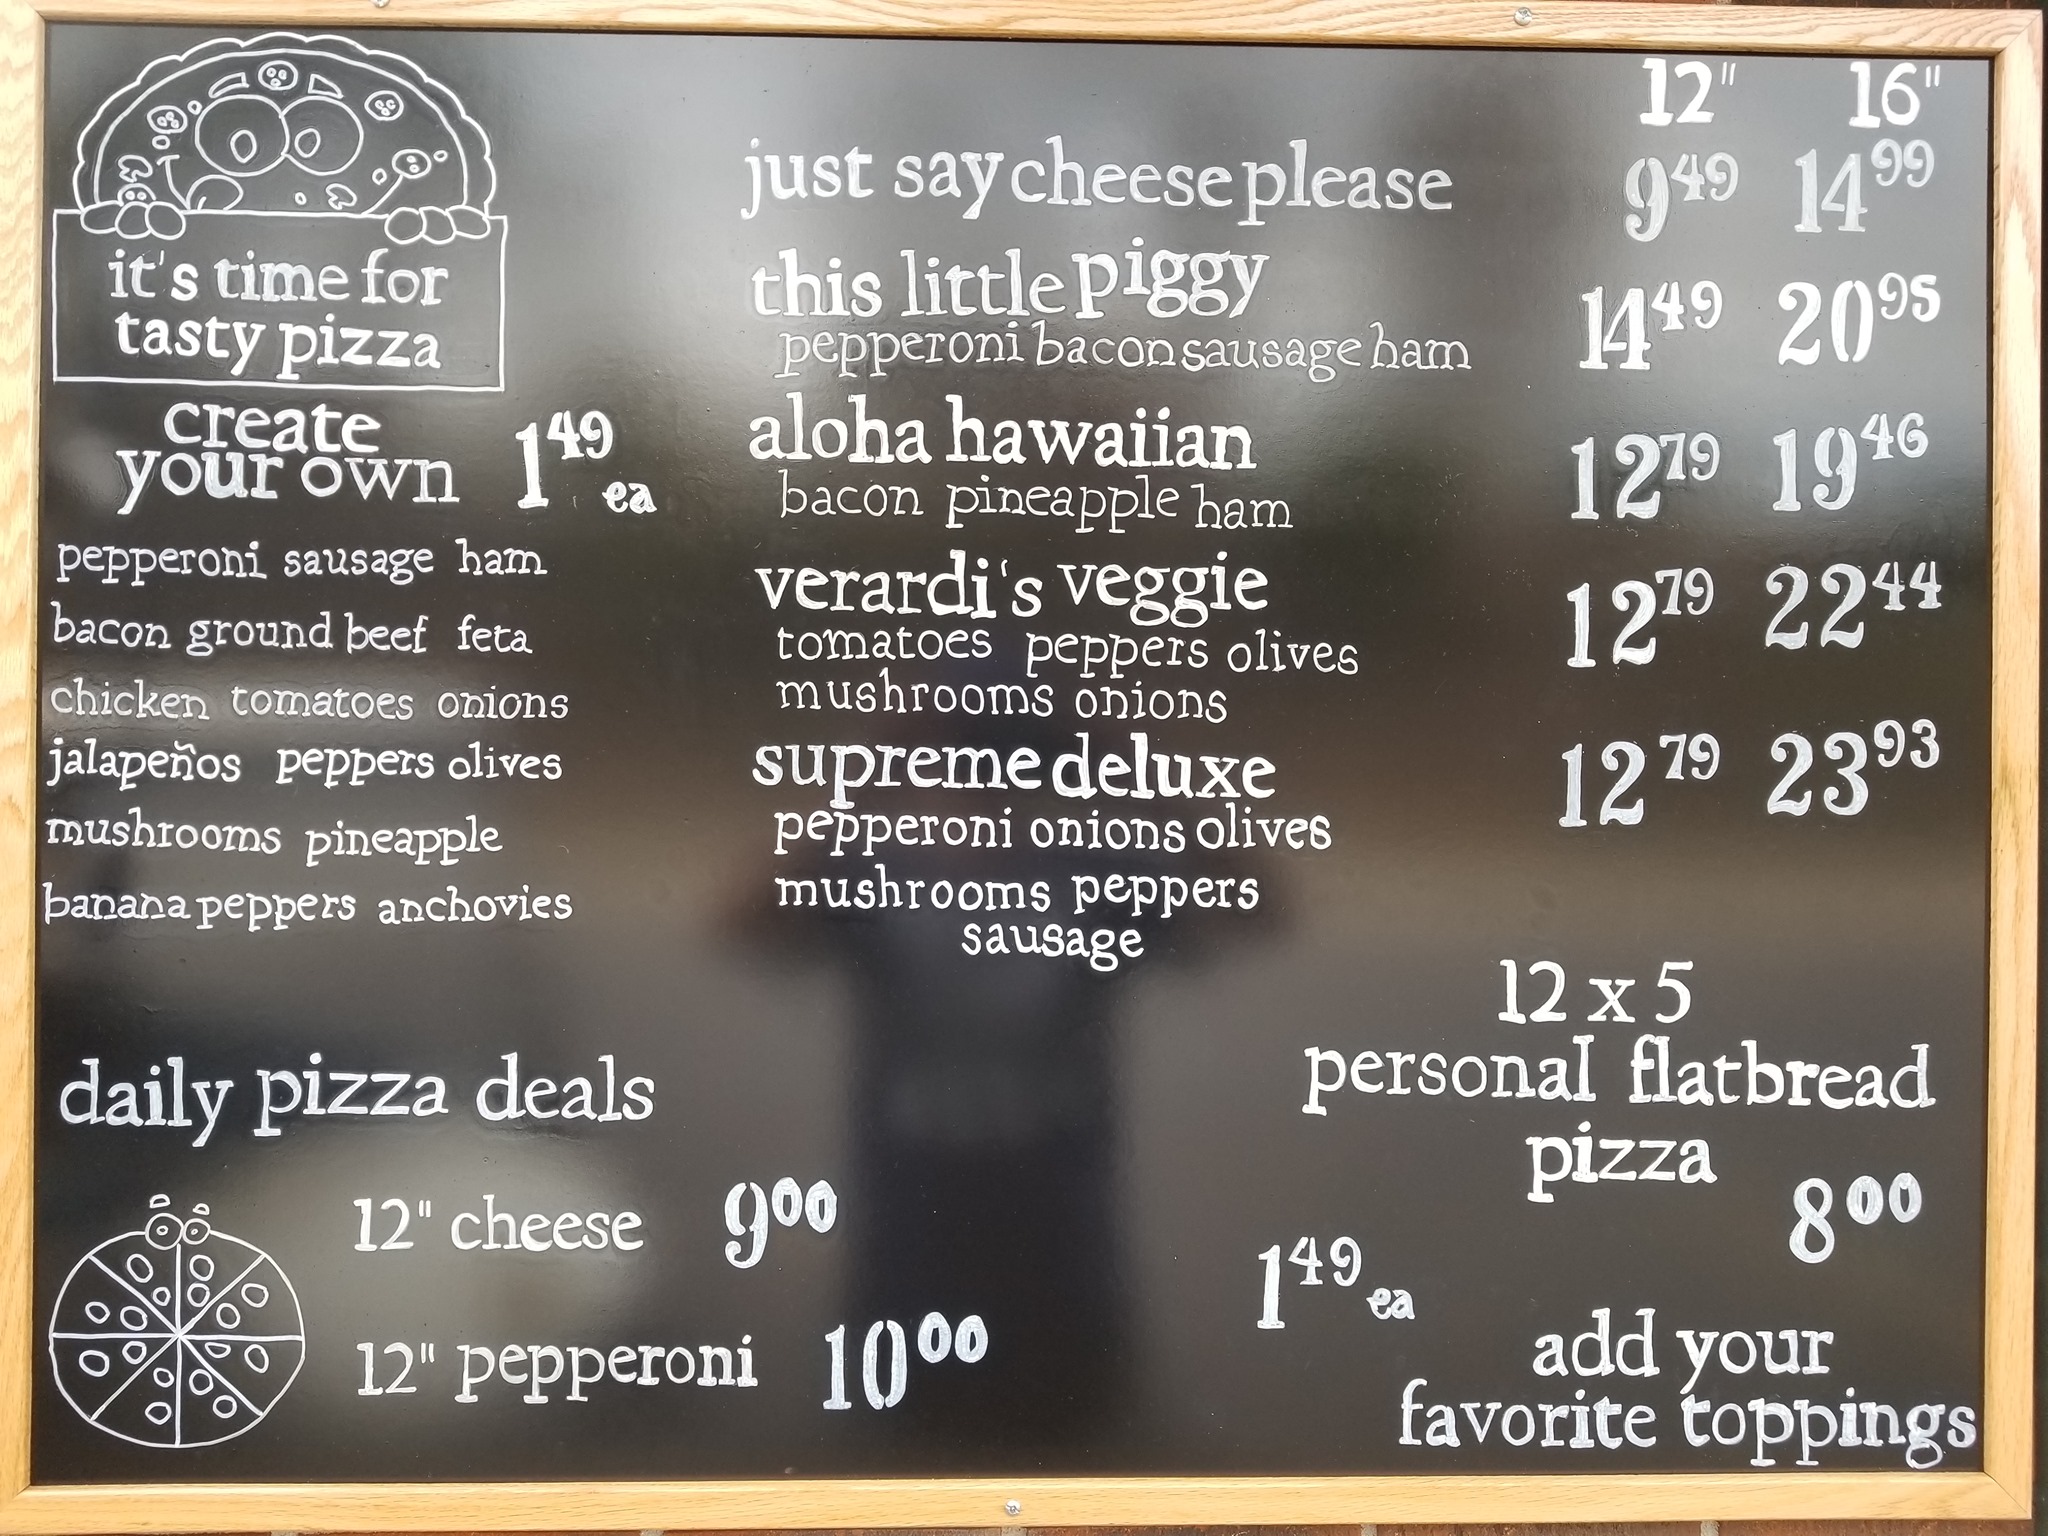 it's time for
tasty pizza
create
your own 1 49 ea
pepperoni sausage ham
bacon ground beef feta
chicken tomatoes onions
jalapeños peppers olives
mushrooms pineapple
banana peppers anchovies
12" 16"
just say cheese please 9 49 14 99
this little piggy 14 49 20 95
pepperoni bacon sausage ham
aloha hawaiian 12 79 19 46
bacon pineapple ham
verardi's veggie 12 79 22 44
tomatoes peppers olives
mushrooms onions
supreme deluxe 12 79 23 93
pepperoni onions olives
mushrooms peppers
sausage
daily pizza deals
12" cheese 9 00
12" pepperoni 10 00
12 x 5
personal flatbread
pizza
8 00
1 49 ea
add your
favorite toppings